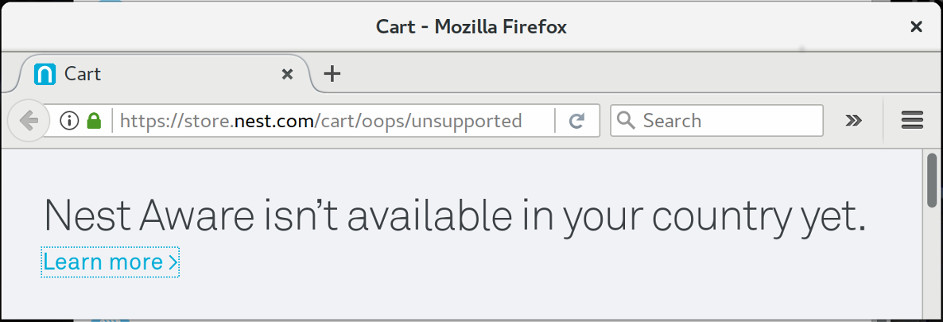 Cart - Mozilla Firefox
Cart
https://store.nest.com/cart/oops/unsupported
Search
Nest Aware isn't available in your country yet.
Learn more >